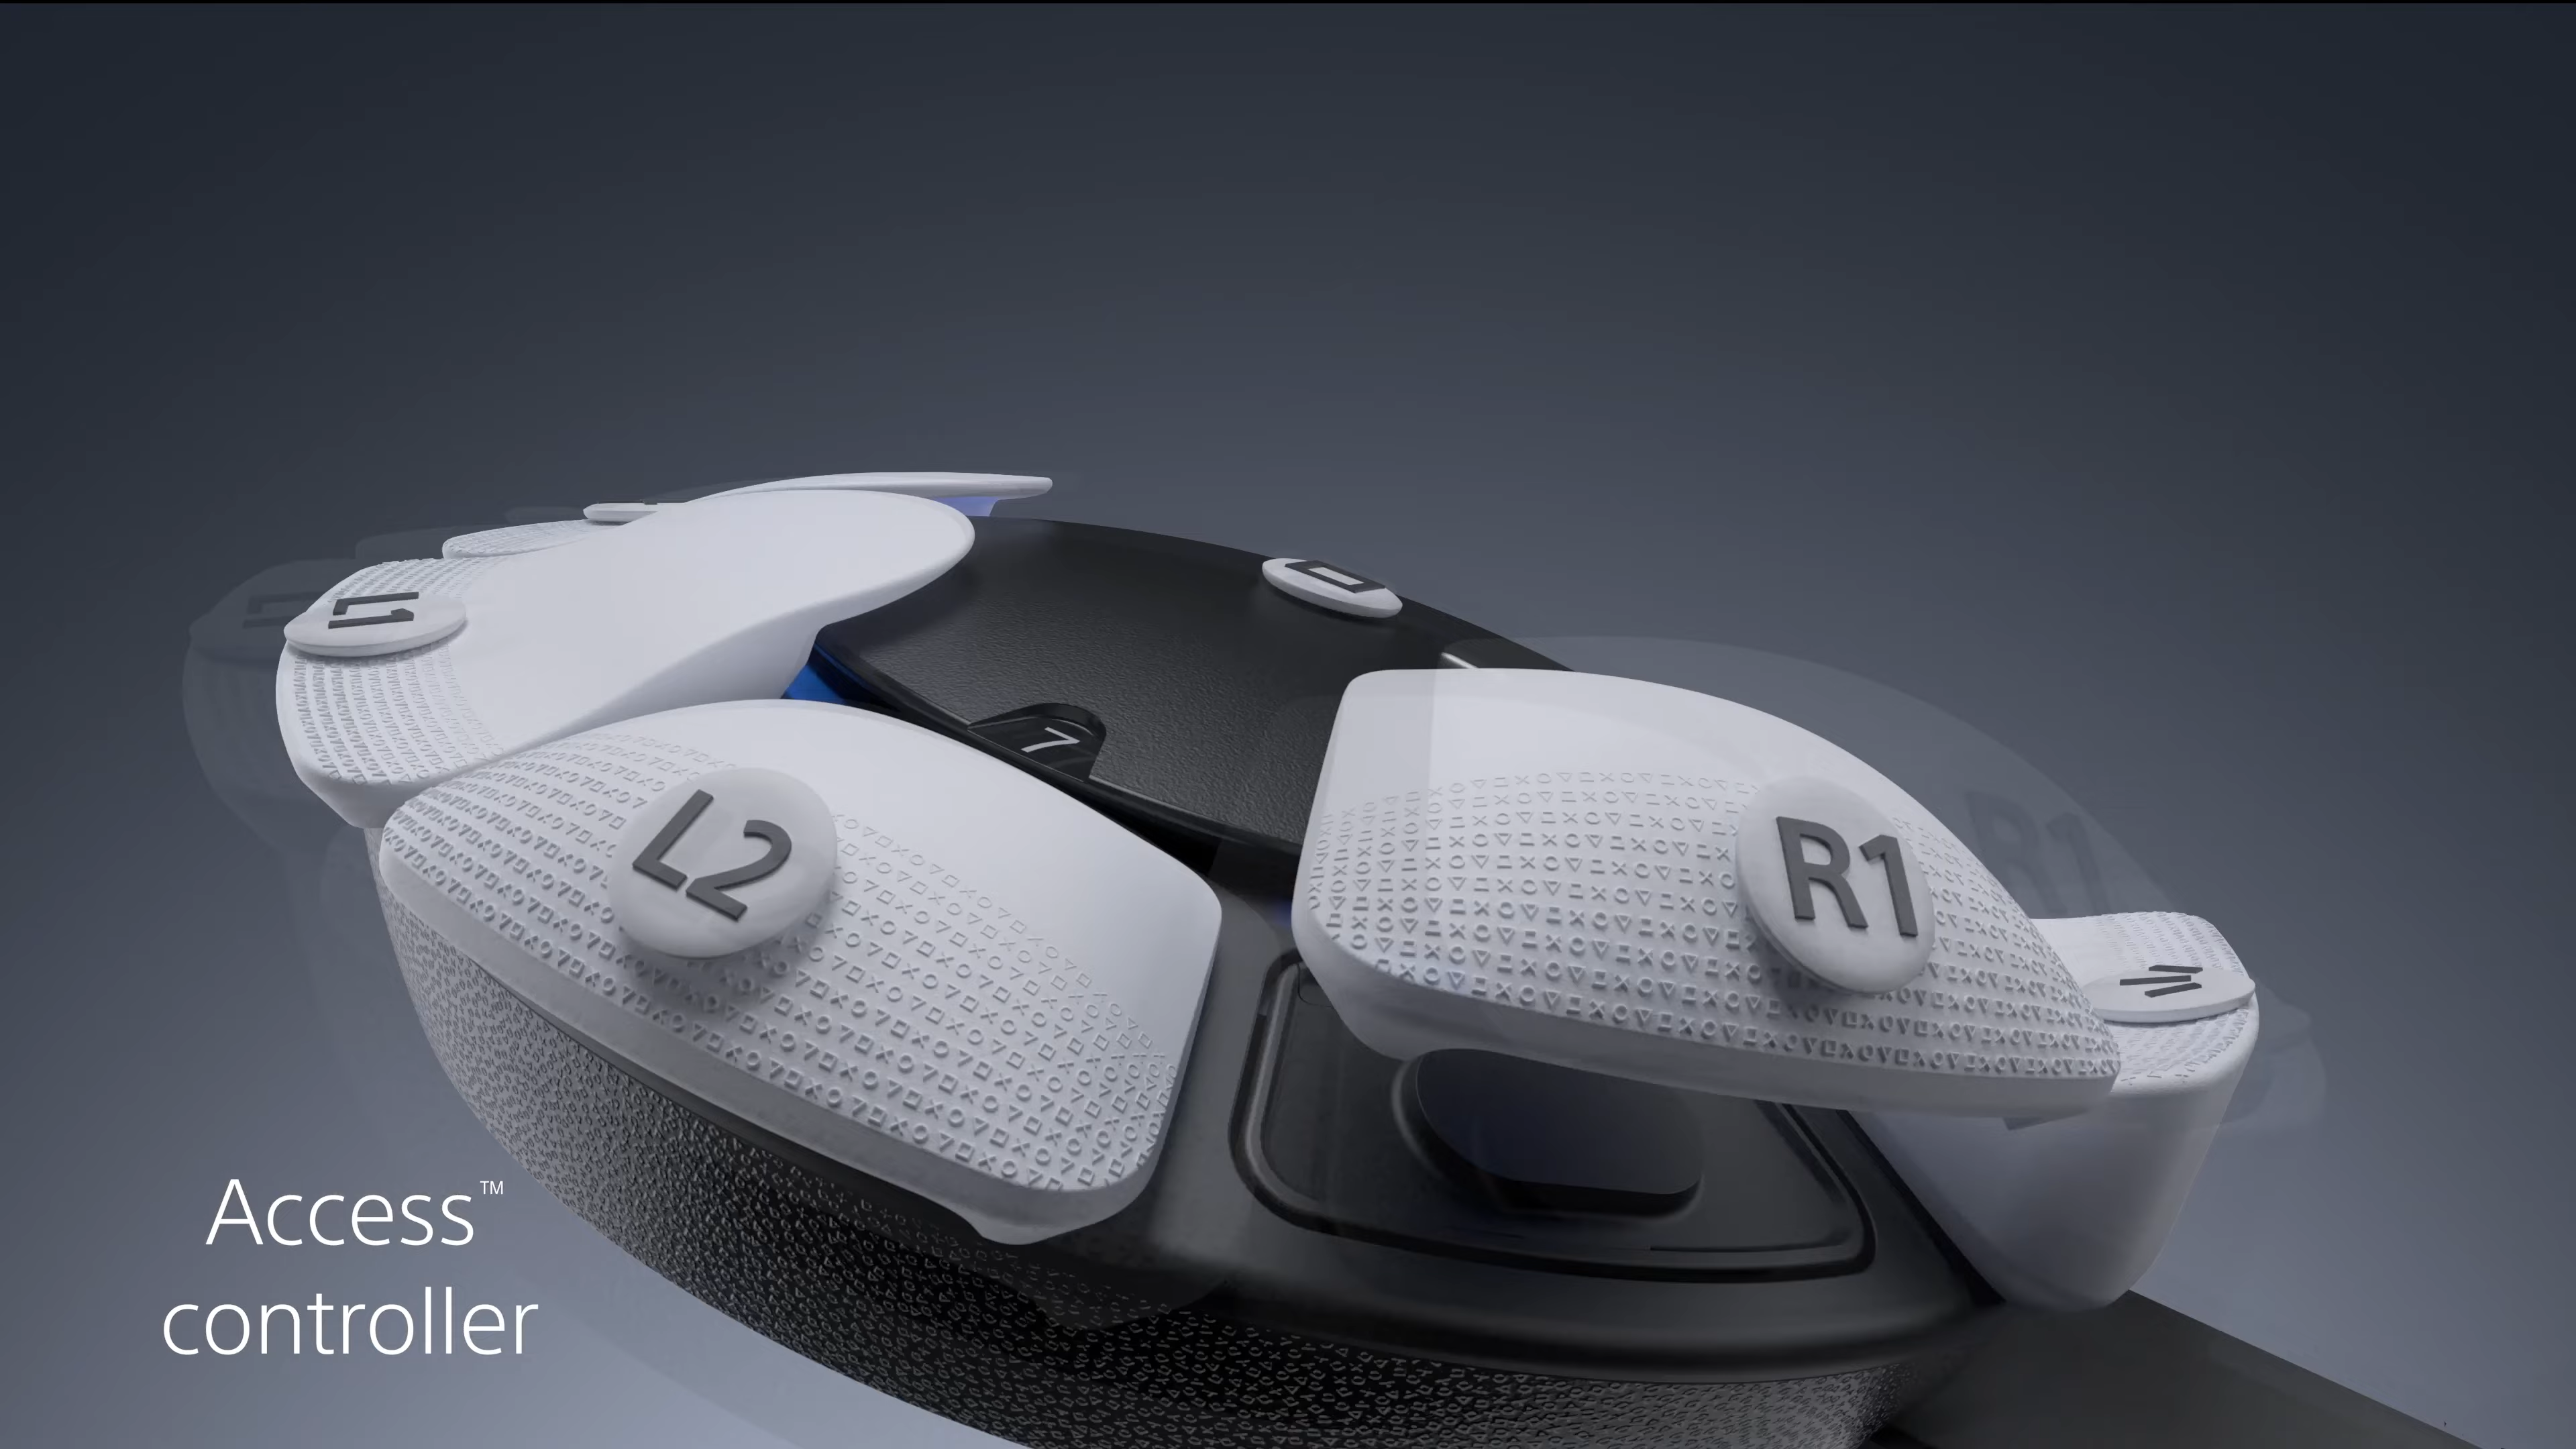 L1
7
L2
R1
Access™
controller